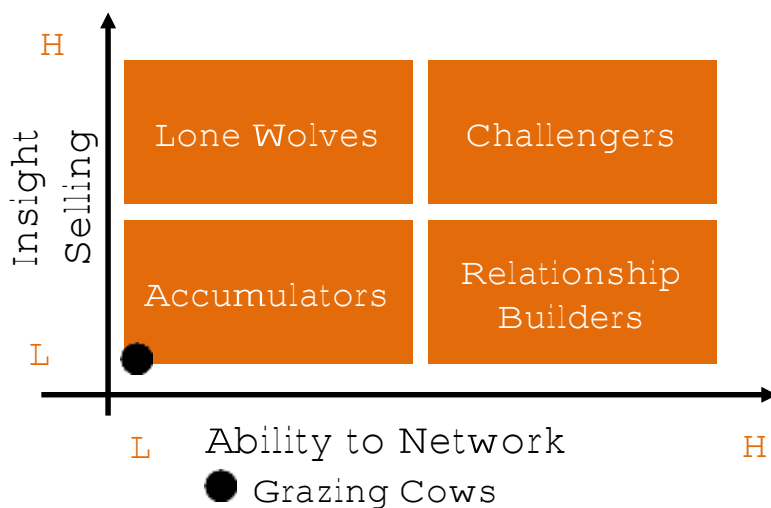 H
Lone Wolves
Challengers
Insight
Selling
Accumulators
Relationship
Builders
L
L
Ability to Network
H
Grazing Cows